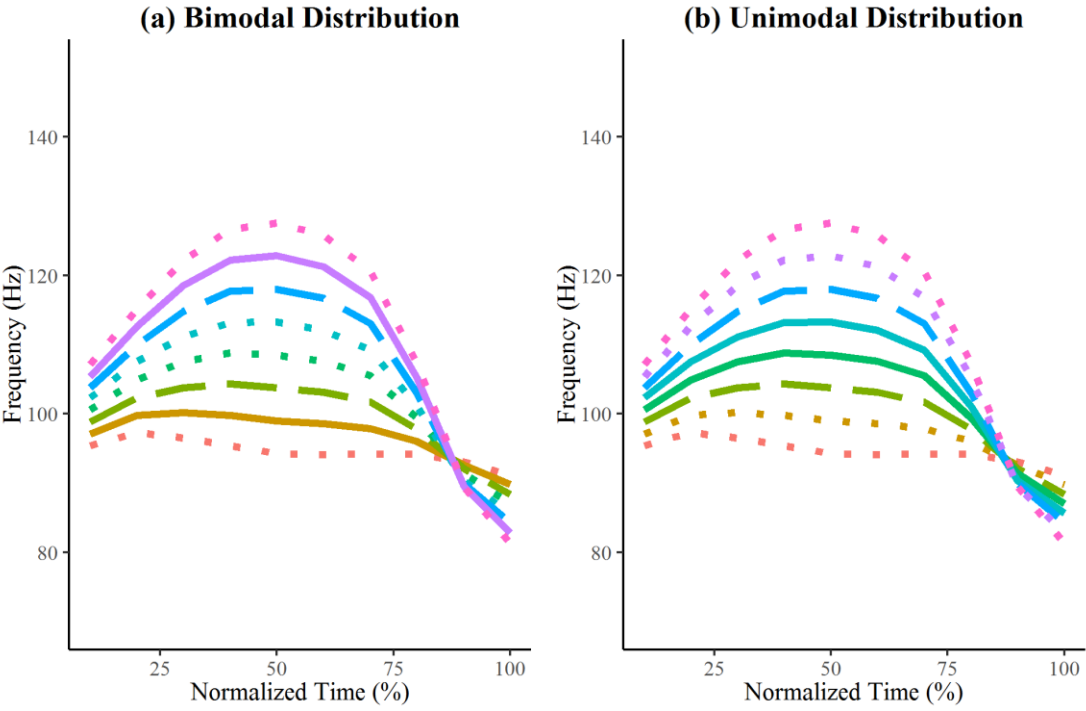 (a) Bimodal Distribution
Frequency (Hz)
140
120
100
80
25 50 75 100
Normalized Time (%)
(b) Unimodal Distribution
Frequency (Hz)
140
120
100
80
25 50 75 100
Normalized Time (%)